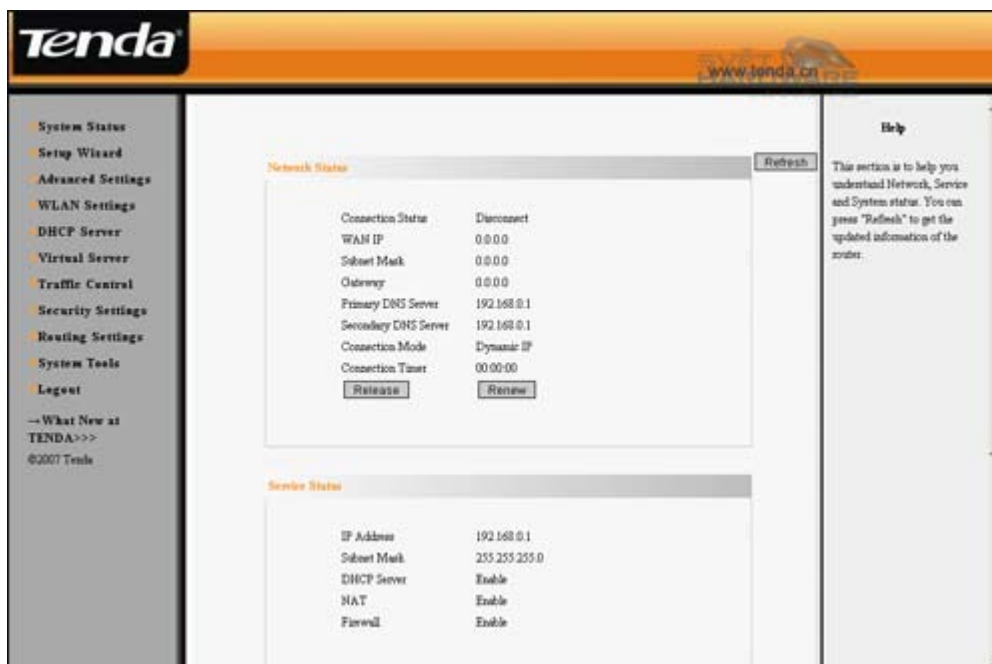 Tenda
www.tenda.cn
System Status
Setup Wizard
Advanced Settings
WLAN Settings
DHCP Server
Virtual Server
Traffic Control
Security Settings
Routing Settings
System Tools
Logout
→What New at
TENDA>>>
©2007 Tenda
Network Status
Refresh
Connection Status Disconnect
WAN IP 0.0.0.0
Subnet Mask 0.0.0.0
Gateway 0.0.0.0
Primary DNS Server 192.168.0.1
Secondary DNS Server 192.168.0.1
Connection Mode Dynamic IP
Connection Timer 00:00:00
Release Renew
Service Status
IP Address 192.168.0.1
Subnet Mask 255.255.255.0
DHCP Server Enable
NAT Enable
Firewall Enable
Help
This section is to help you
understand Network, Service
and System status. You can
press "Refresh" to get the
updated information of the
router.